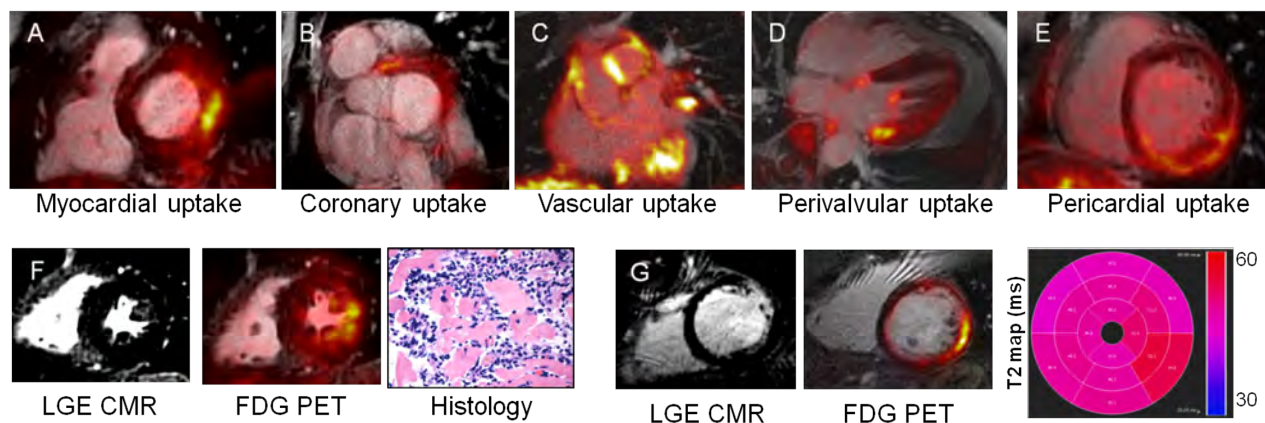 A
B
C
D
E
Myocardial uptake
Coronary uptake
Vascular uptake
Perivalvular uptake
Pericardial uptake
F
G
T2 map (ms)
60
30
LGE CMR
FDG PET
Histology
LGE CMR
FDG PET